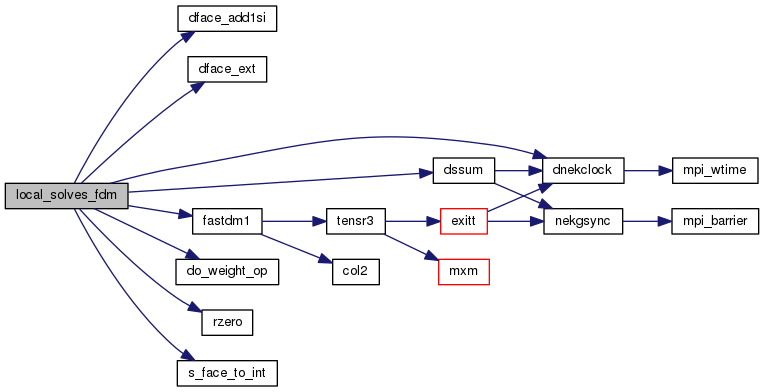 dface_add1si
dface_ext
local_solves_fdm
dssum
dnekclock
mpi_wtime
fastdm1
tensr3
exitt
nekgsync
mpi_barrier
do_weight_op
col2
mxm
rzero
s_face_to_int